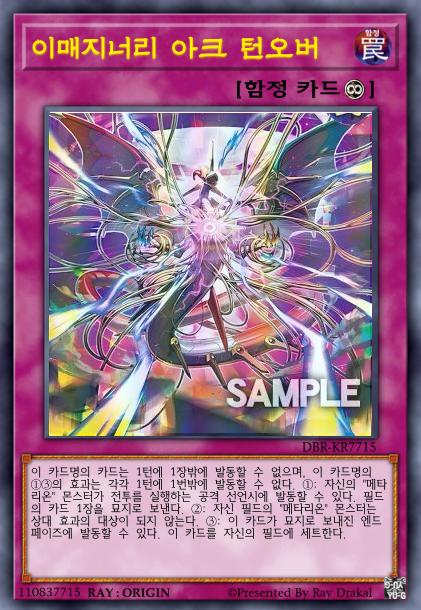 이매지너리 아크 턴오버
함정
罠
[함정 카드∞]
SAMPLE
DBR-KR7715
이 카드명의 카드는 1턴에 1장밖에 발동할 수 없으며, 이 카드명의
①③의 효과는 각각 1턴에 1번밖에 발동할 수 없다. ①: 자신의 "메타
리온" 몬스터가 전투를 실행하는 공격 선언시에 발동할 수 있다. 필드
의 카드 1장을 묘지로 보낸다. ②: 자신 필드의 "메타리온" 몬스터는
상대 효과의 대상이 되지 않는다. ③: 이 카드가 묘지로 보내진 엔드
페이즈에 발동할 수 있다. 이 카드를 자신의 필드에 세트한다.
110837715 RAY : ORIGIN ©Presented By Ray Drakal